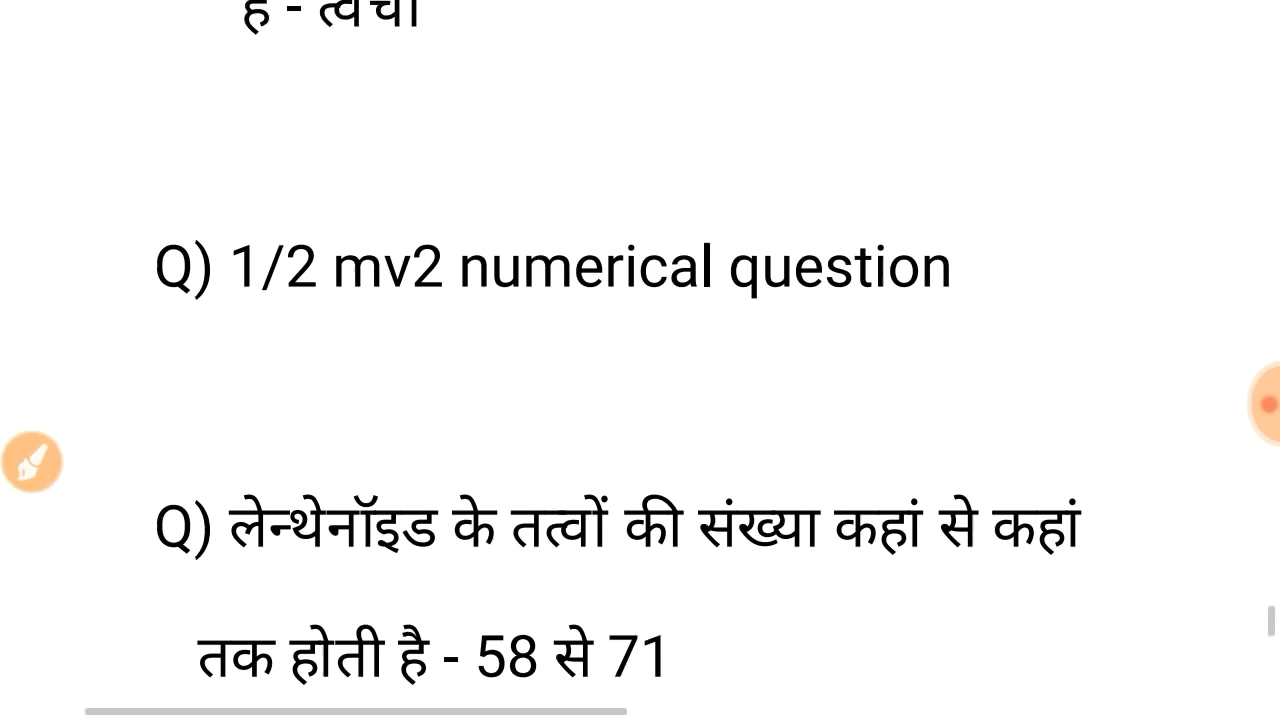 है - त्वचा
Q) 1/2 mv2 numerical question
Q) लेन्थेनॉइड के तत्वों की संख्या कहां से कहां
तक होती है - 58 से 71